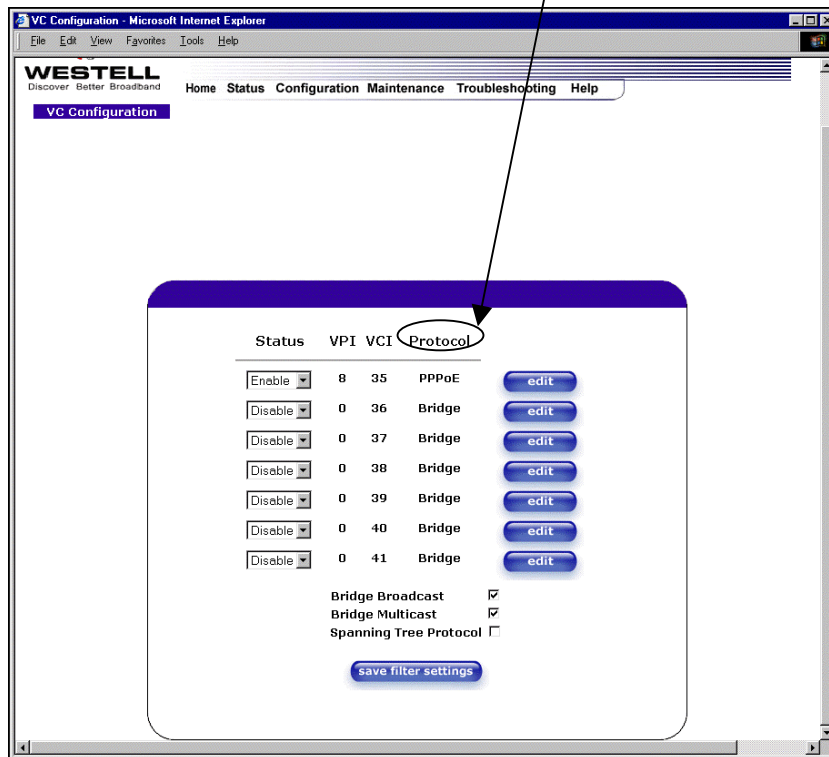 VC Configuration - Microsoft Internet Explorer
File Edit View Favorites Tools Help
WESTELL
Discover Better Broadband
Home Status Configuration Maintenance Troubleshooting Help
VC Configuration
Status VPI VCI Protocol
Enable 8 35 PPPoE edit
Disable 0 36 Bridge edit
Disable 0 37 Bridge edit
Disable 0 38 Bridge edit
Disable 0 39 Bridge edit
Disable 0 40 Bridge edit
Disable 0 41 Bridge edit
Bridge Broadcast
Bridge Multicast
Spanning Tree Protocol
save filter settings